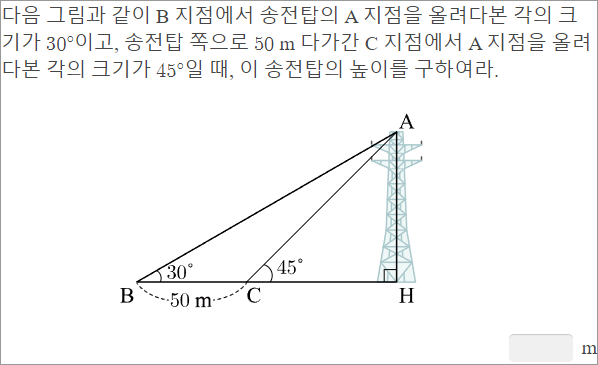 다음 그림과 같이 B 지점에서 송전탑의 A 지점을 올려다본 각의 크
기가 30°이고, 송전탑 쪽으로 50 m 다가간 C 지점에서 A 지점을 올려
다본 각의 크기가 45°일 때, 이 송전탑의 높이를 구하여라.
A
30° 45°
B 50 m C H
m